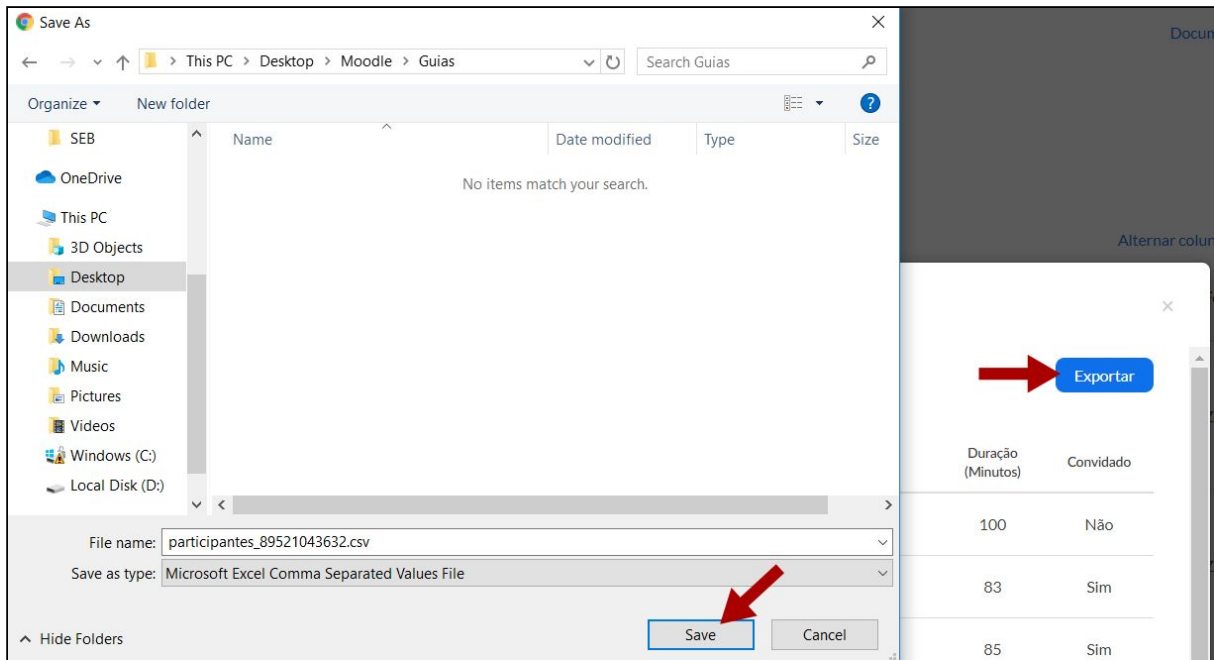 Save As
This PC > Desktop > Moodle > Guias
Search Guias
Organize
New folder
Name
Date modified
Type
Size
No items match your search.
SEB
OneDrive
This PC
3D Objects
Desktop
Documents
Downloads
Music
Pictures
Videos
Windows (C:)
Local Disk (D:)
File name: participantes_89521043632.csv
Save as type: Microsoft Excel Comma Separated Values File
Hide Folders
Save
Cancel
Docum
Alternar colun
Exportar
Duração
(Minutos)
Convidado
100 Não
83 Sim
85 Sim